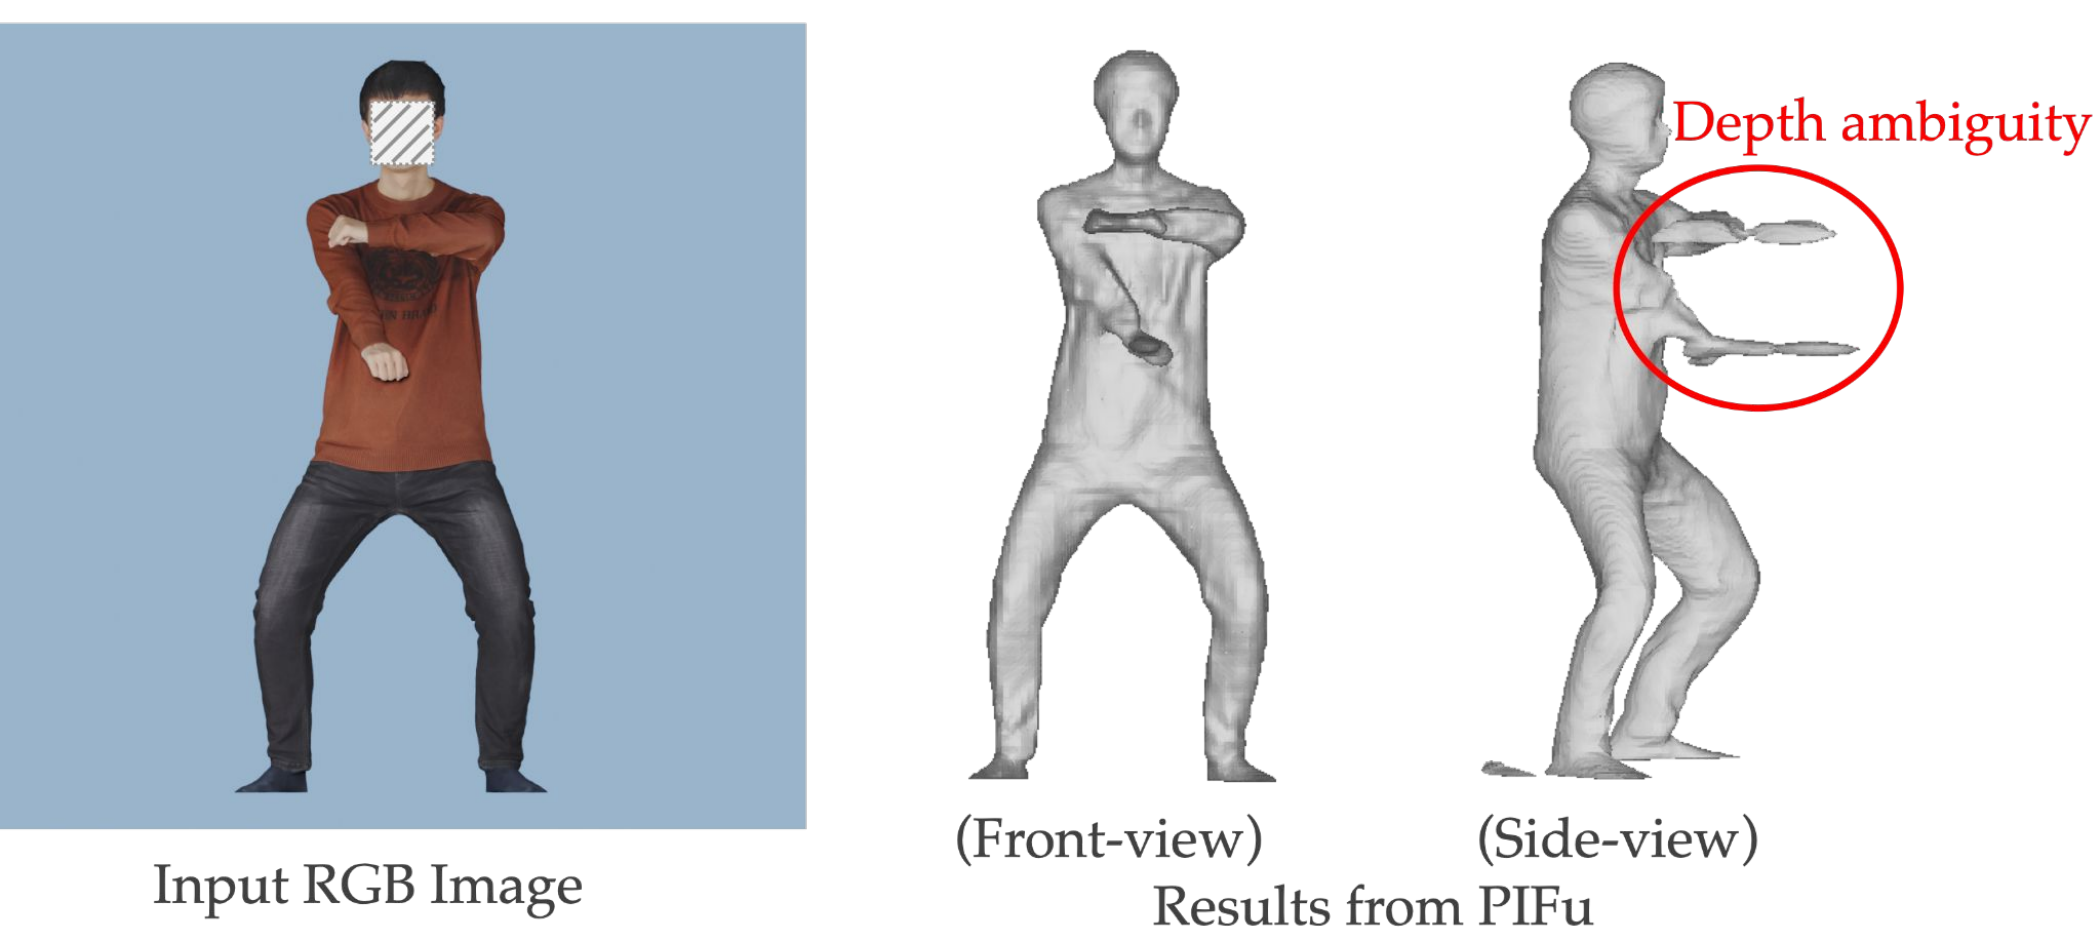 Depth ambiguity
(Front-view)
(Side-view)
Input RGB Image
Results from PIFu